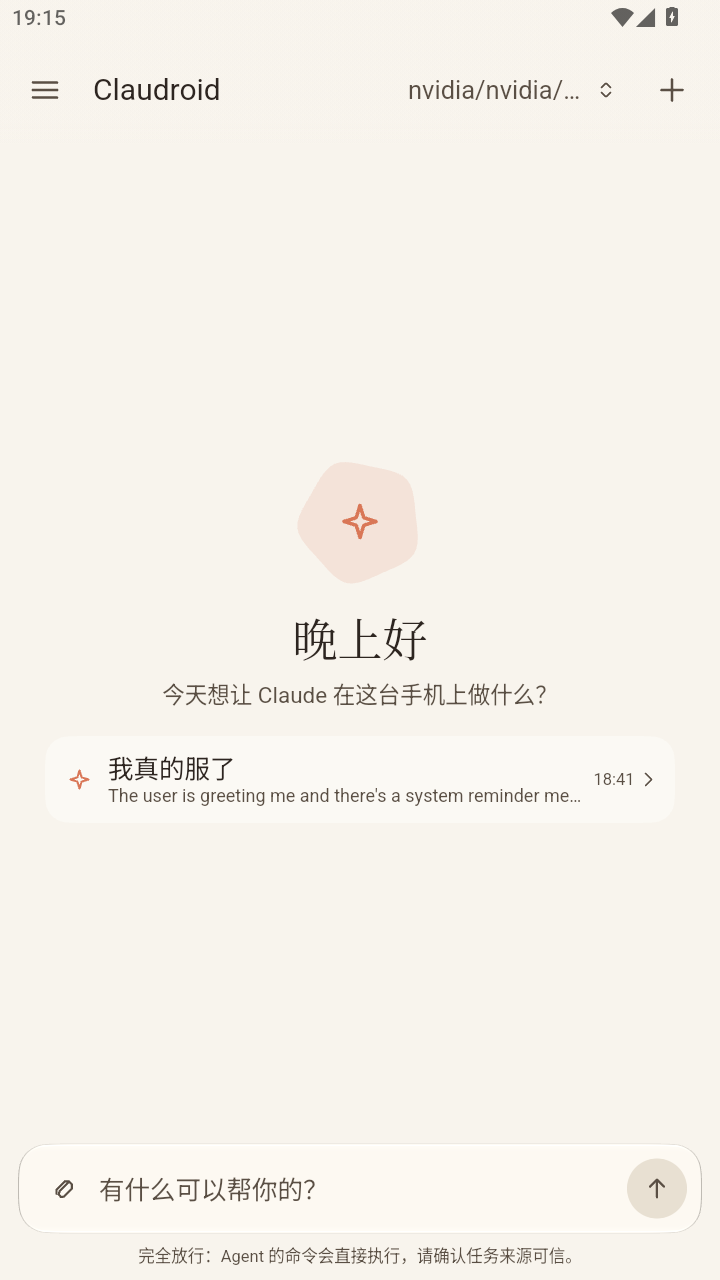 19:15
Claudroid
nvidia/nvidia/...
晚上好
今天想让 Claude 在这台手机上做什么？
我真的服了
The user is greeting me and there's a system reminder me...
18:41
有什么可以帮你的？
完全放行：Agent 的命令会直接执行，请确认任务来源可信。